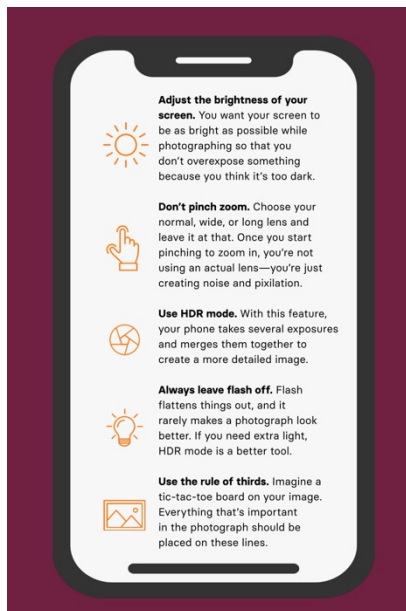 Adjust the brightness of your
screen. You want your screen to
be as bright as possible while
photographing so that you
don't overexpose something
because you think it's too dark.
Don't pinch zoom. Choose your
normal, wide, or long lens and
leave it at that. Once you start
pinching to zoom in, you're not
using an actual lens—you're just
creating noise and pixilation.
Use HDR mode. With this feature,
your phone takes several exposures
and merges them together to
create a more detailed image.
Always leave flash off. Flash
flattens things out, and it
rarely makes a photograph look
better. If you need extra light,
HDR mode is a better tool.
Use the rule of thirds. Imagine a
tic-tac-toe board on your image.
Everything that's important
in the photograph should be
placed on these lines.